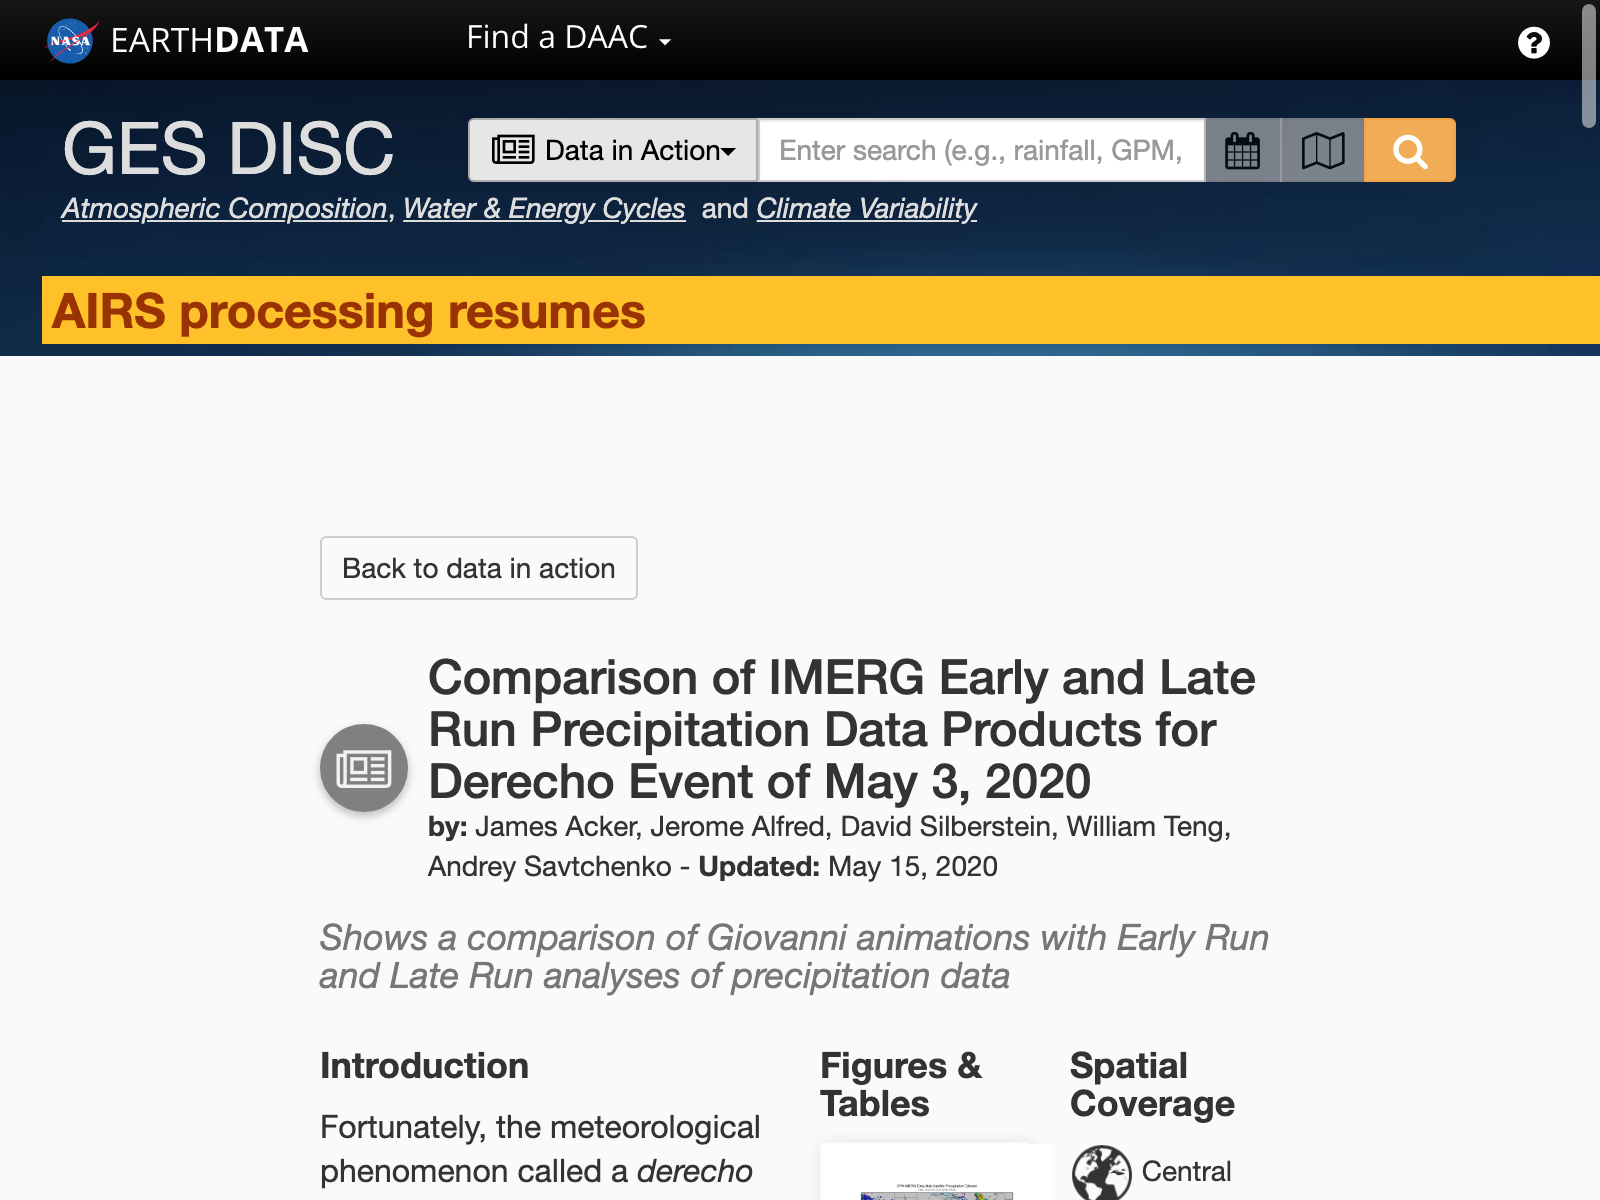 NASA EARTHDATA
Find a DAAC
GES DISC
Data in Action
Enter search (e.g., rainfall, GPM,
Atmospheric Composition, Water & Energy Cycles and Climate Variability
AIRS processing resumes
Back to data in action
Comparison of IMERG Early and Late
Run Precipitation Data Products for
Derecho Event of May 3, 2020
by: James Acker, Jerome Alfred, David Silberstein, William Teng,
Andrey Savtchenko - Updated: May 15, 2020
Shows a comparison of Giovanni animations with Early Run
and Late Run analyses of precipitation data
Introduction
Fortunately, the meteorological
phenomenon called a derecho
Figures &
Tables
Spatial
Coverage
Central